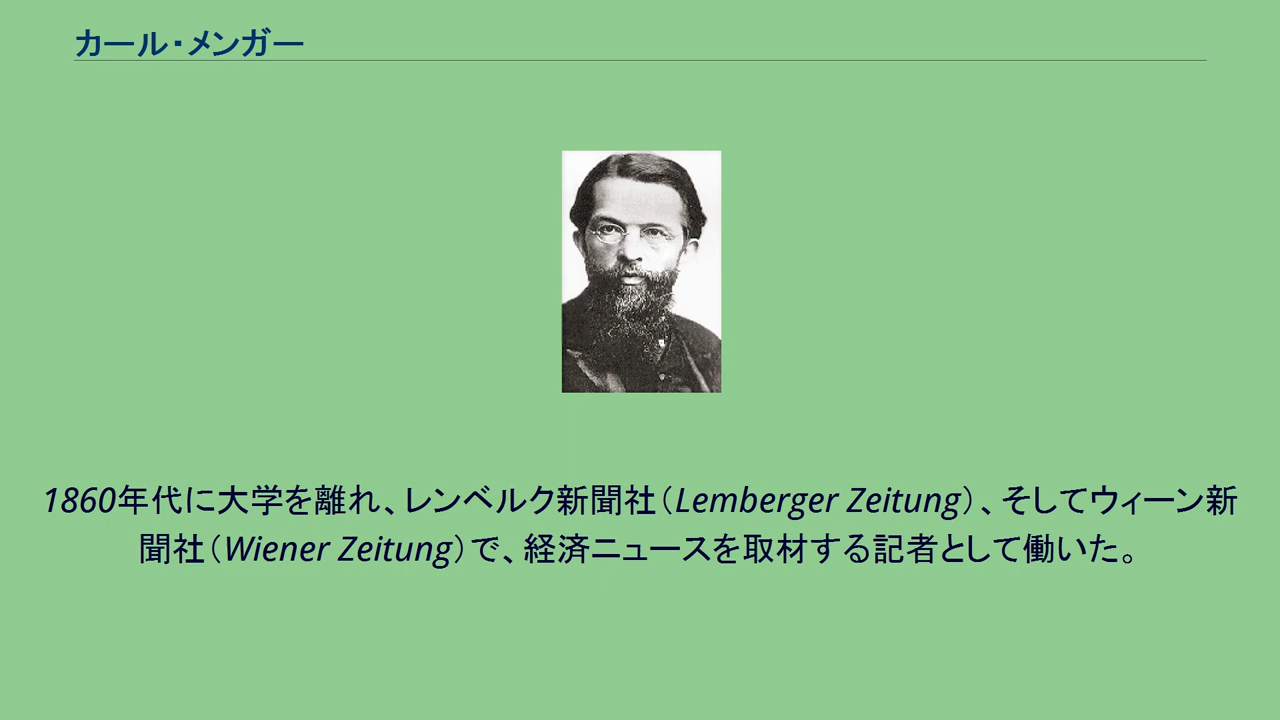 カール・メンガー
1860年代に大学を離れ、レンベルク新聞社（Lemberger Zeitung）、そしてウィーン新
聞社（Wiener Zeitung）で、経済ニュースを取材する記者として働いた。